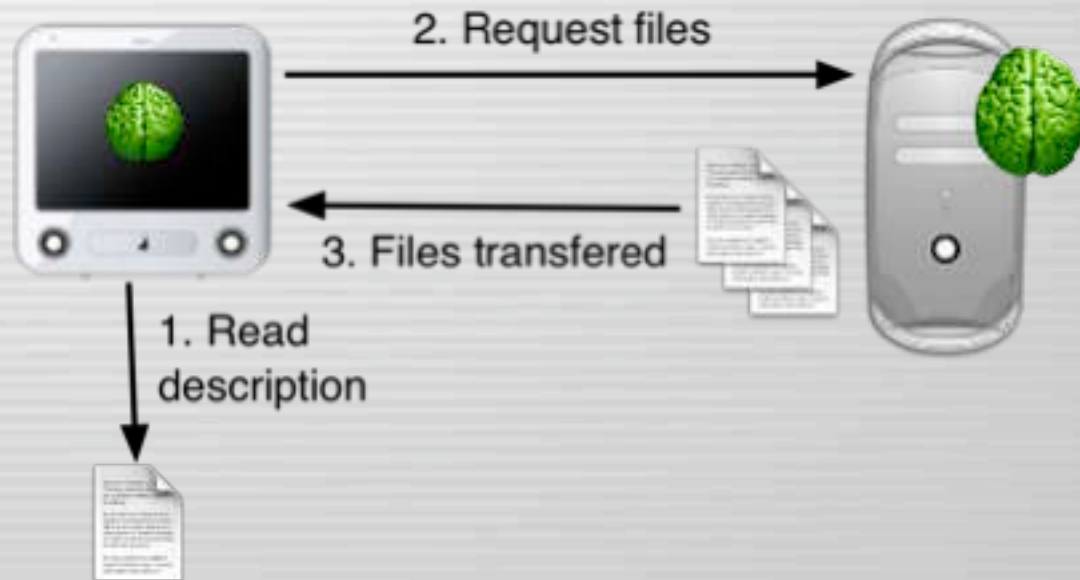 2. Request files
3. Files transfered
1. Read
description